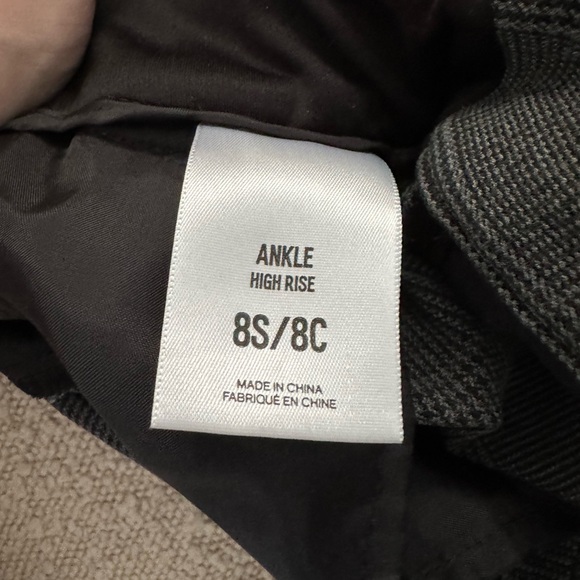 ANKLE
HIGH RISE
8S/8C
MADE IN CHINA
FABRIQUÉ EN CHINE